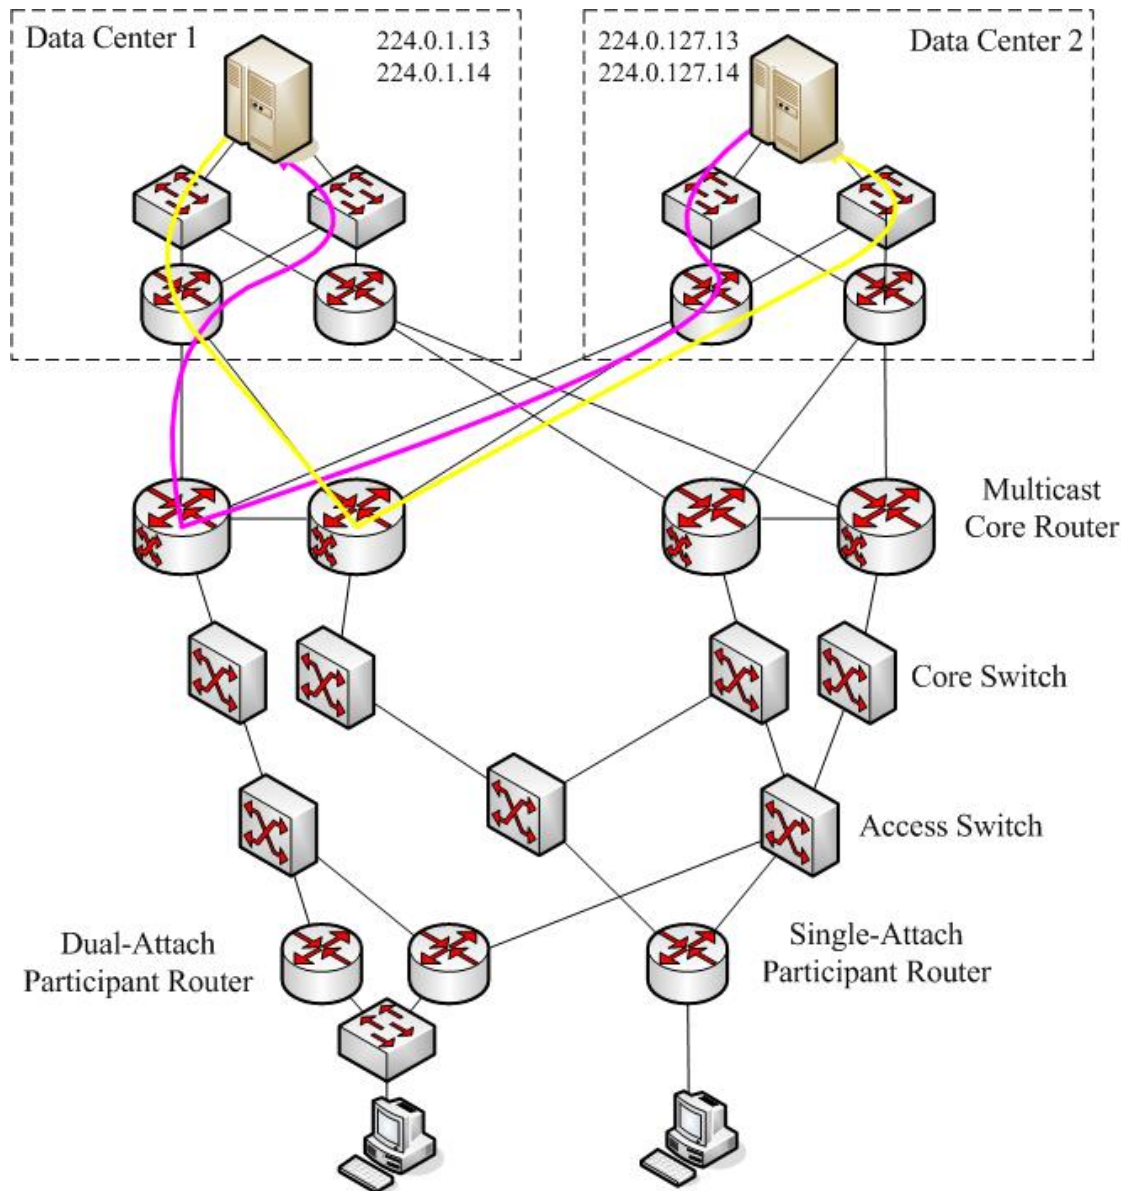 Data Center 1
224.0.1.13
224.0.1.14
224.0.127.13
224.0.127.14
Data Center 2
Multicast
Core Router
Core Switch
Access Switch
Dual-Attach
Participant Router
Single-Attach
Participant Router